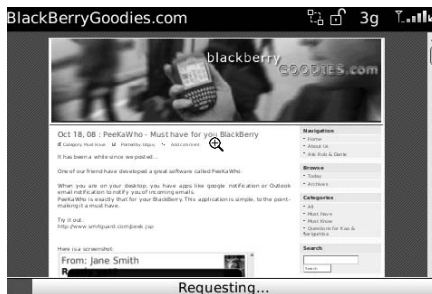 BlackBerryGoodies.com
3g
blackberry
GOODIES.com
Oct 18, 08 : PeeKaWho - Must have for you BlackBerry
Add comment
It has been a while since we posted...
One of our friend have developed a great software called PeeKaWho.
When you are on your desktop, you have apps like google notification or Outlook
email notification to notify you of incoming emails.
PeeKaWho is exactly that for your BlackBerry. This application is simple, to the point-
making it a must have.
Try it out.
Here is a screenshot:
From: Jane Smith
Navigation
Home
About Us
Browse
Today
Archives
Categories
All
Must Have
Must Know
Search
Search
Requesting...